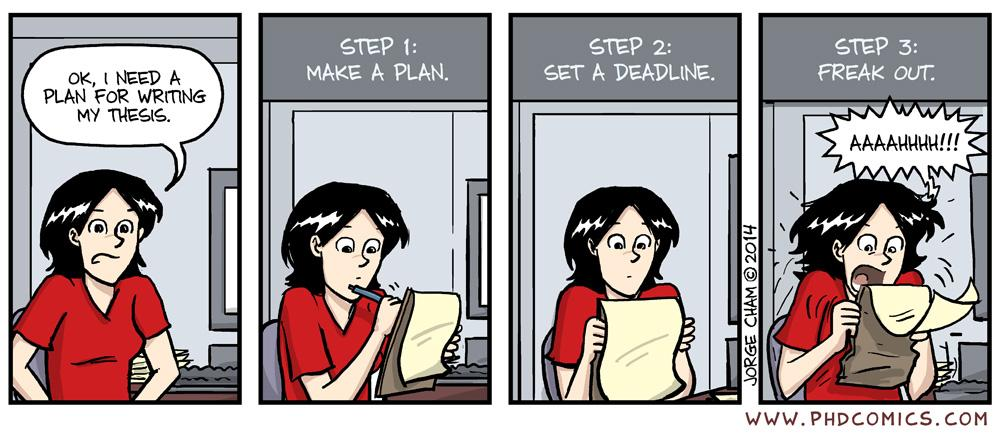 OK, I NEED A
PLAN FOR WRITING
MY THESIS.
STEP 1:
MAKE A PLAN.
STEP 2:
SET A DEADLINE.
STEP 3:
FREAK OUT.
AAAAHHHH!!!
JORGE CHAM © 2014
WWW.PHDCOMICS.COM